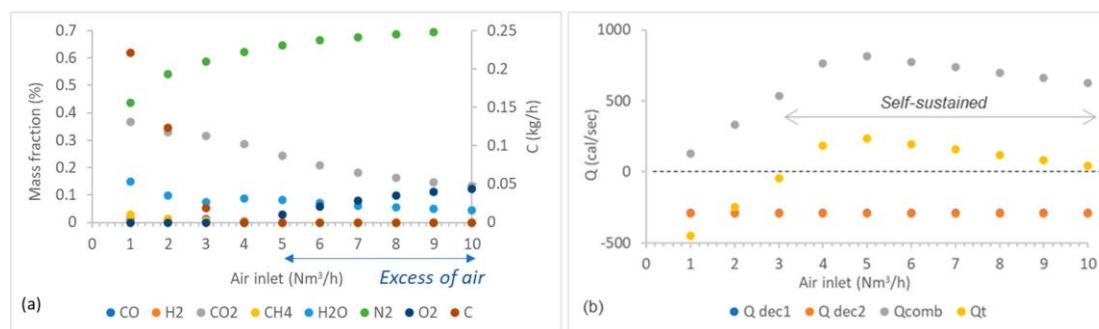 0.7
0.6
0.5
0.4
0.3
0.2
0.1
0
Mass fraction (%)
0.25
0.2
0.15
0.1
0.05
0
C (kg/h)
0 1 2 3 4 5 6 7 8 9 10
Air inlet (Nm³/h)
Excess of air
(a)
CO H2 CO2 CH4 H2O N2 O2 C
(b)
1000
500
0
-500
Q (cal/sec)
Self-sustained
0 1 2 3 4 5 6 7 8 9 10
Air inlet (Nm³/h)
Q dec1 Q dec2 Qcomb Qt